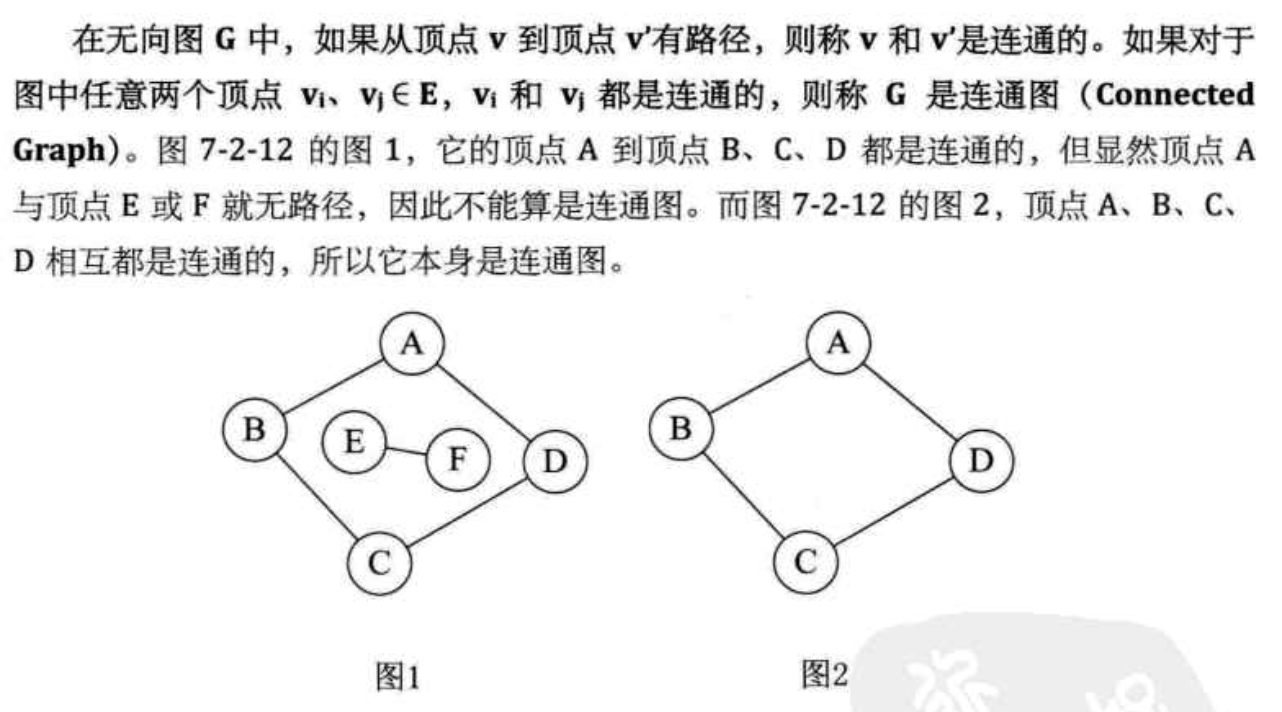 在无向图 G 中，如果从顶点 v 到顶点 v'有路径，则称 v 和 v'是连通的。如果对于
图中任意两个顶点 vᵢ、vⱼ∈E，vᵢ 和 vⱼ 都是连通的，则称 G 是连通图（Connected
Graph）。图 7-2-12 的图 1，它的顶点 A 到顶点 B、C、D 都是连通的，但显然顶点 A
与顶点 E 或 F 就无路径，因此不能算是连通图。而图 7-2-12 的图 2，顶点 A、B、C、
D 相互都是连通的，所以它本身是连通图。
A
B
E
F
D
C
A
B
D
C
图1
图2